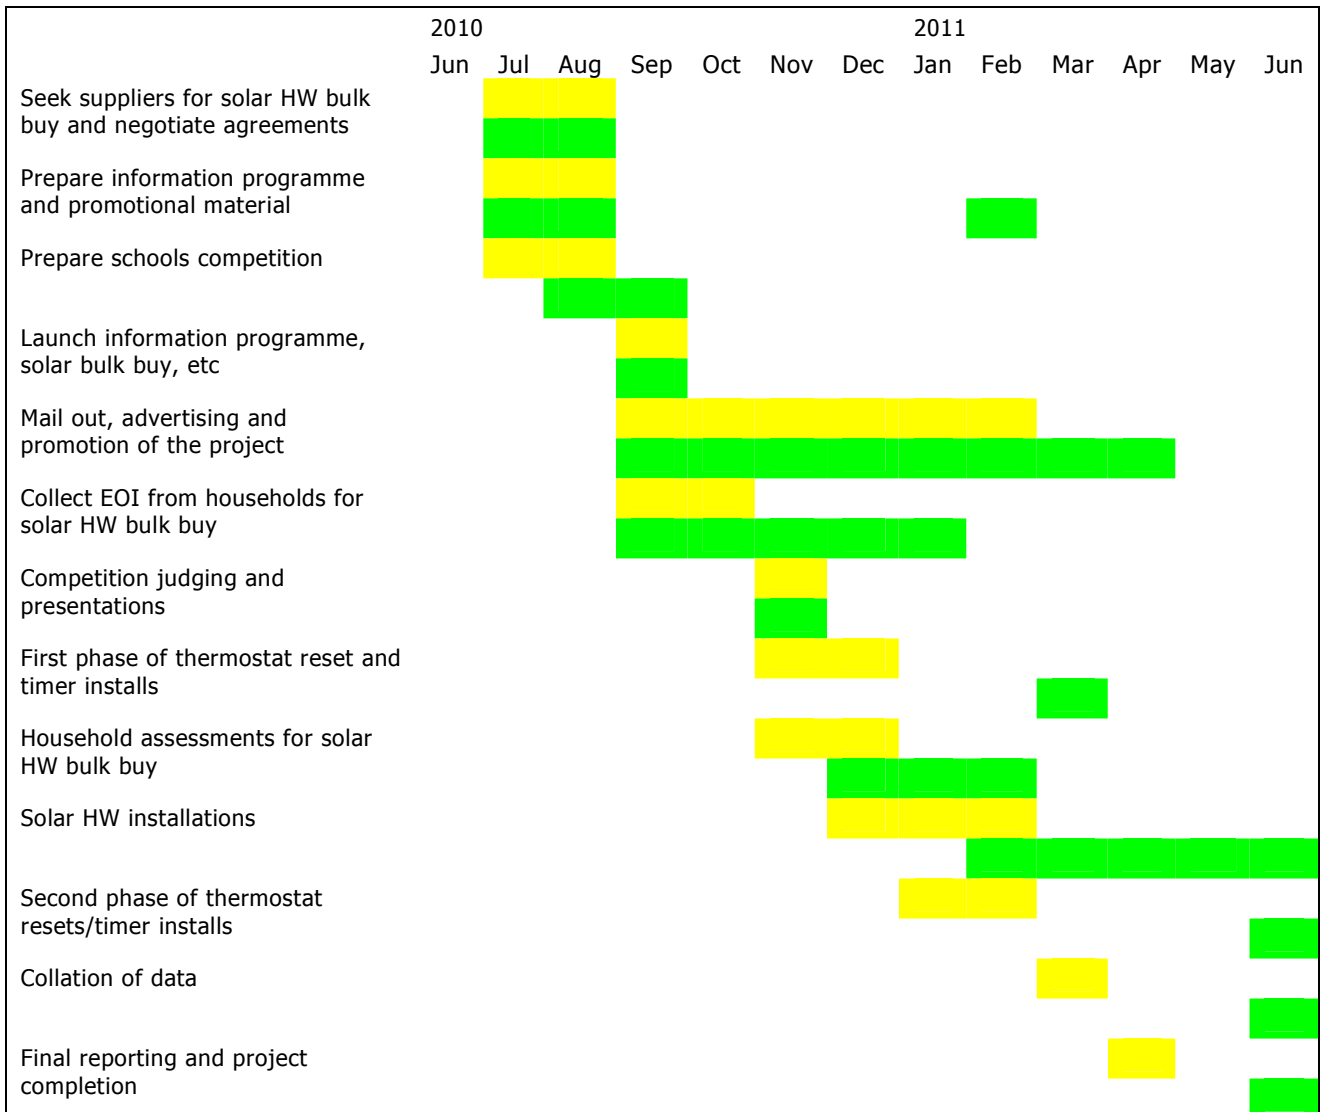 2010 2011
Jun Jul Aug Sep Oct Nov Dec Jan Feb Mar Apr May Jun
Seek suppliers for solar HW bulk
buy and negotiate agreements
Prepare information programme
and promotional material
Prepare schools competition
Launch information programme,
solar bulk buy, etc
Mail out, advertising and
promotion of the project
Collect EOI from households for
solar HW bulk buy
Competition judging and
presentations
First phase of thermostat reset and
timer installs
Household assessments for solar
HW bulk buy
Solar HW installations
Second phase of thermostat
resets/timer installs
Collation of data
Final reporting and project
completion